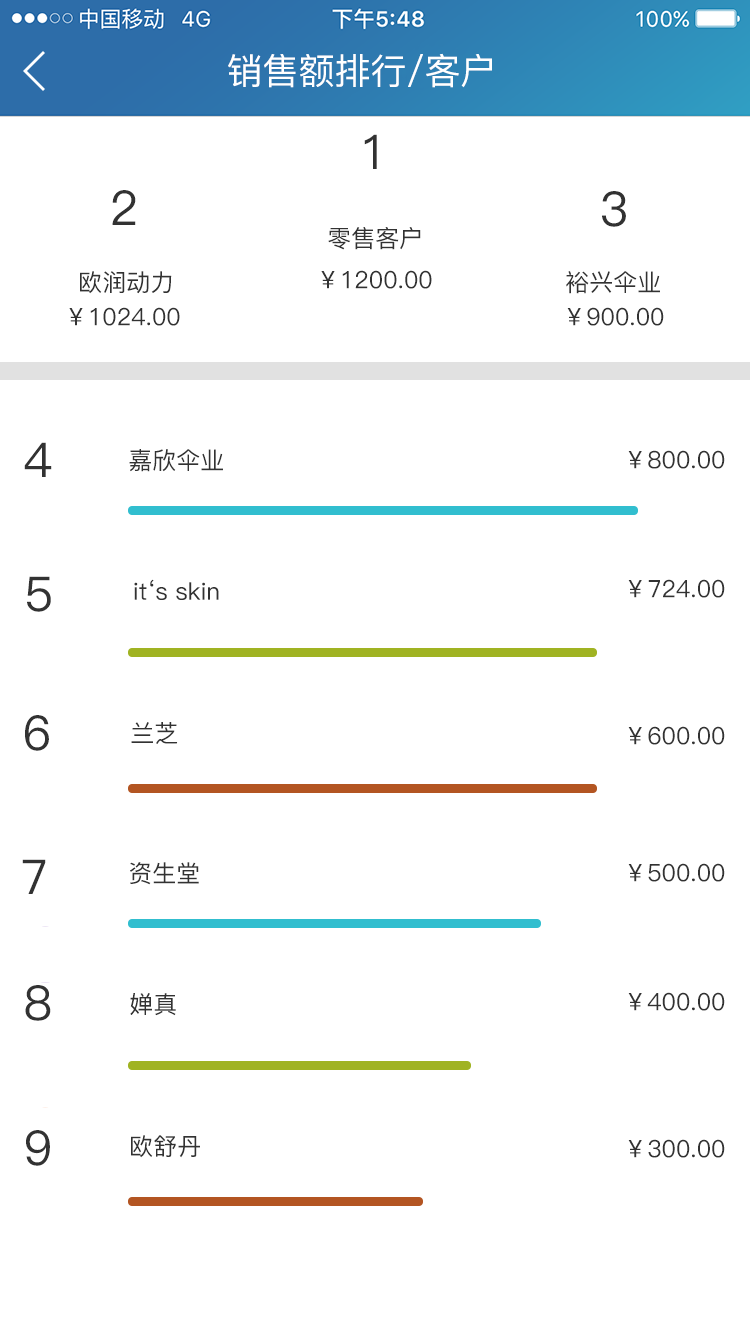 中国移动 4G 下午5:48 100%
销售额排行/客户
1
2
3
零售客户
¥1200.00
欧润动力
¥1024.00
裕兴伞业
¥900.00
4 嘉欣伞业 ¥800.00
5 it‘s skin ¥724.00
6 兰芝 ¥600.00
7 资生堂 ¥500.00
8 婵真 ¥400.00
9 欧舒丹 ¥300.00